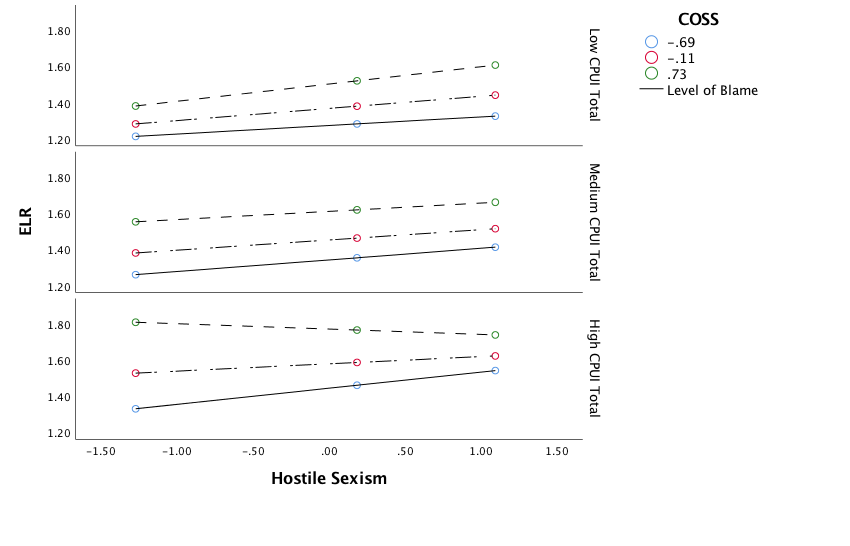 COSS
-.69
-.11
.73
Level of Blame
ELR
1.80
1.60
1.40
1.20
Low CPUI Total
1.80
1.60
1.40
1.20
Medium CPUI Total
1.80
1.60
1.40
1.20
High CPUI Total
-1.50 -1.00 -.50 .00 .50 1.00 1.50
Hostile Sexism